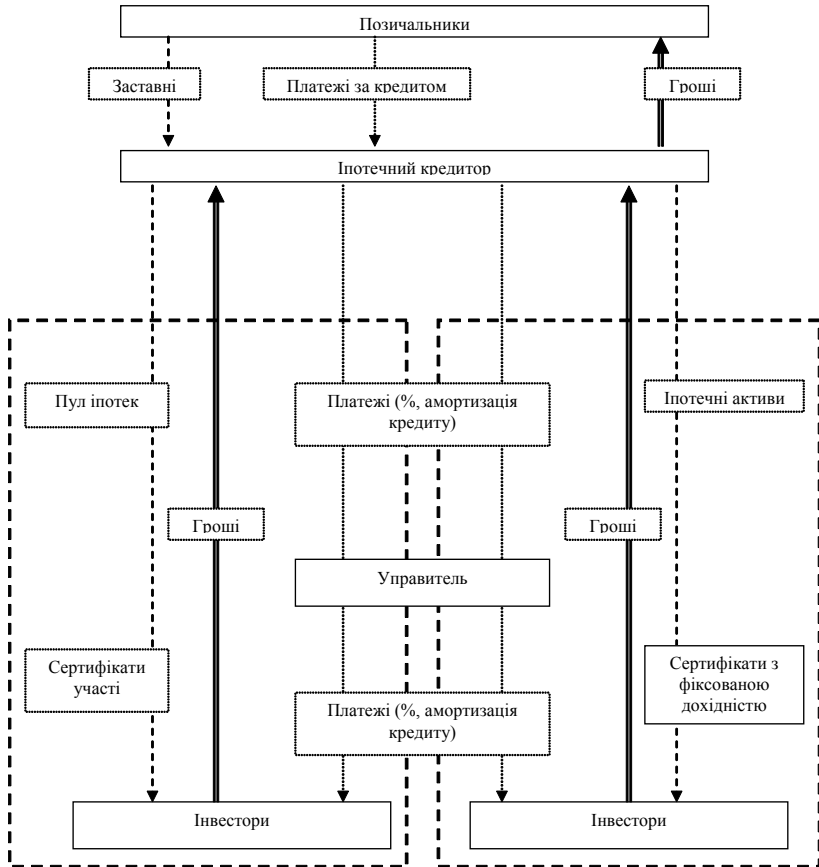 Позичальники
Заставні
Платежі за кредитом
Гроші
Іпотечний кредитор
Пул іпотек
Платежі (%, амортизація
кредиту)
Іпотечні активи
Гроші
Гроші
Управитель
Сертифікати
участі
Платежі (%, амортизація
кредиту)
Сертифікати з
фіксованою
дохідністю
Інвестори
Інвестори